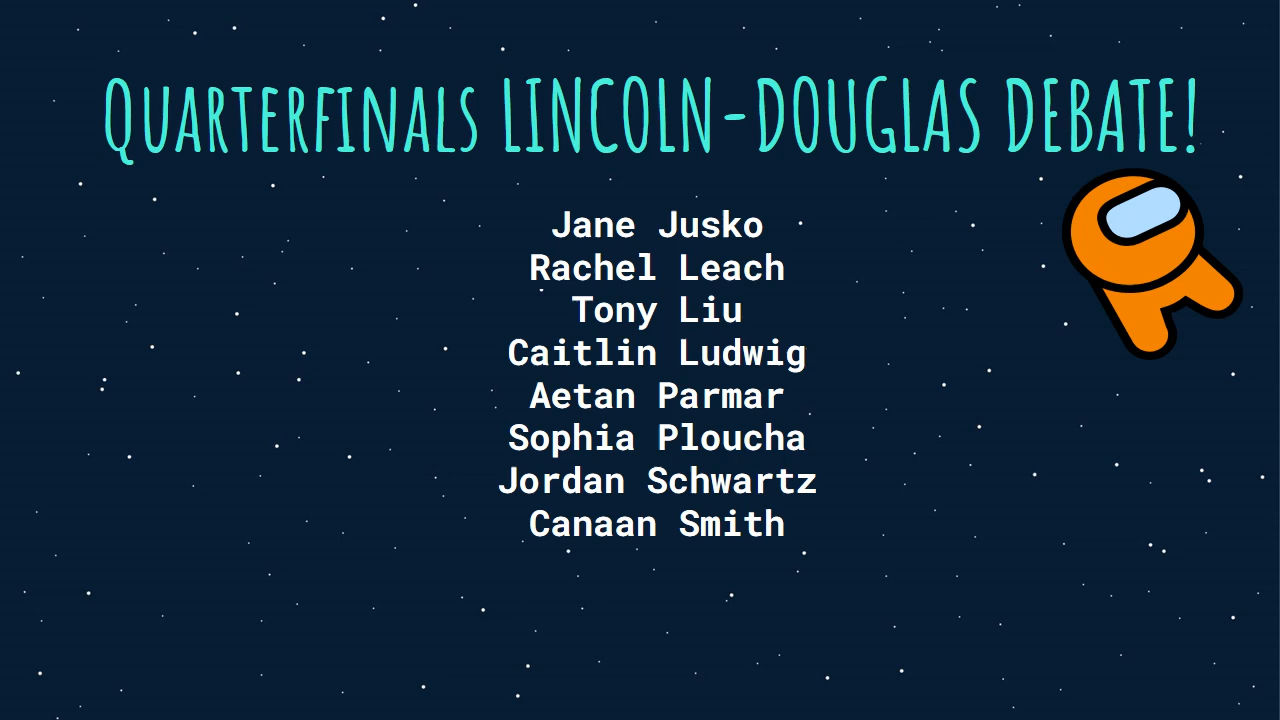 Quarterfinals LINCOLN-DOUGLAS DEBATE!
Jane Jusko
Rachel Leach
Tony Liu
Caitlin Ludwig
Aetan Parmar
Sophia Ploucha
Jordan Schwartz
Canaan Smith